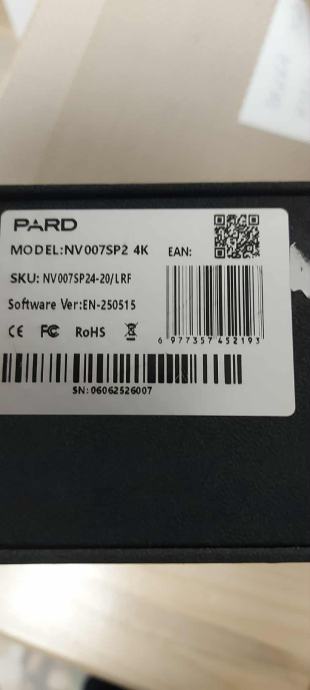 PARD
MODEL:NV007SP2 4K
EAN:
SKU: NV007SP24-20/LRF
Software Ver:EN-250515
CE FC RoHS
6 977357 452193
SN: 06062526007